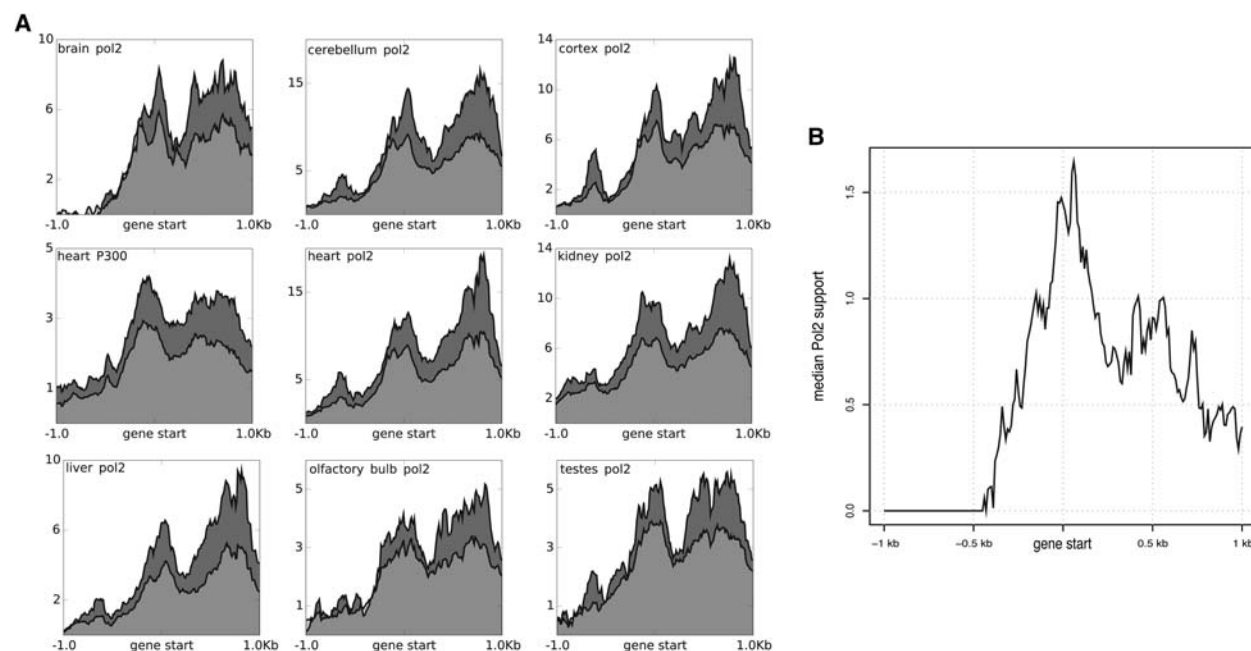 A
brain pol2
10
6
2
-1.0 gene start 1.0Kb
cerebellum pol2
15
5
-1.0 gene start 1.0Kb
cortex pol2
14
10
6
2
-1.0 gene start 1.0Kb
heart P300
5
3
1
-1.0 gene start 1.0Kb
heart pol2
15
5
-1.0 gene start 1.0Kb
kidney pol2
14
10
6
2
-1.0 gene start 1.0Kb
liver pol2
10
6
2
-1.0 gene start 1.0Kb
olfactory bulb pol2
5
3
1
-1.0 gene start 1.0Kb
testes pol2
5
3
1
-1.0 gene start 1.0Kb
B
median Pol2 support
1.5
1.0
0.5
0.0
−1 kb −0.5 kb gene start 0.5 kb 1 kb